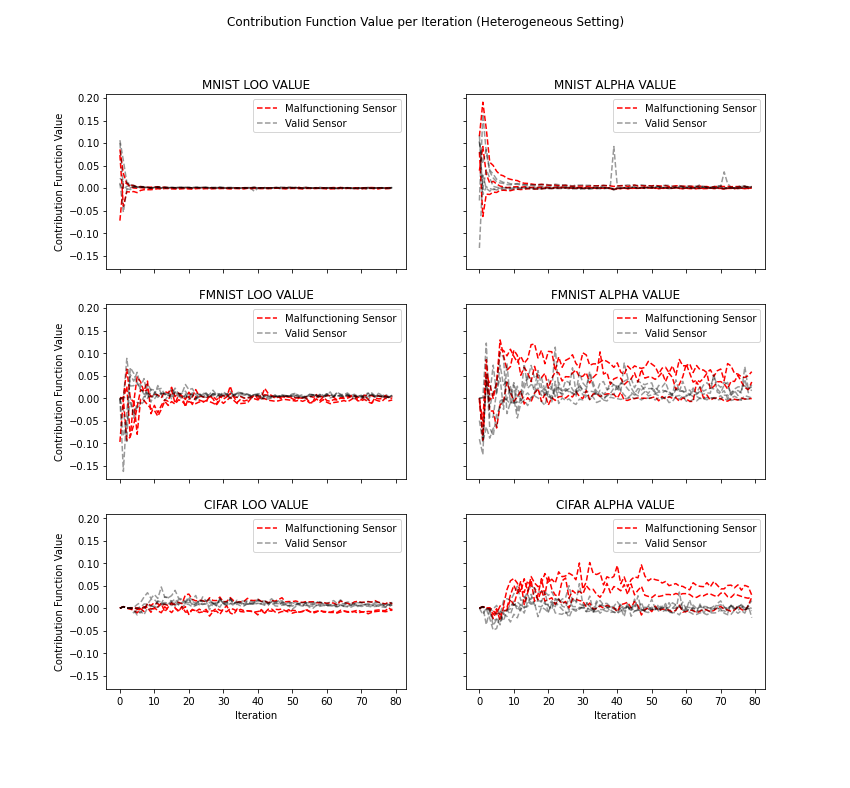 Contribution Function Value per Iteration (Heterogeneous Setting)
MNIST LOO VALUE
0.20
0.15
0.10
0.05
0.00
−0.05
−0.10
−0.15
Contribution Function Value
Malfunctioning Sensor
Valid Sensor
MNIST ALPHA VALUE
Malfunctioning Sensor
Valid Sensor
FMNIST LOO VALUE
0.20
0.15
0.10
0.05
0.00
−0.05
−0.10
−0.15
Contribution Function Value
Malfunctioning Sensor
Valid Sensor
FMNIST ALPHA VALUE
Malfunctioning Sensor
Valid Sensor
CIFAR LOO VALUE
0.20
0.15
0.10
0.05
0.00
−0.05
−0.10
−0.15
Contribution Function Value
Malfunctioning Sensor
Valid Sensor
0 10 20 30 40 50 60 70 80
Iteration
CIFAR ALPHA VALUE
Malfunctioning Sensor
Valid Sensor
0 10 20 30 40 50 60 70 80
Iteration